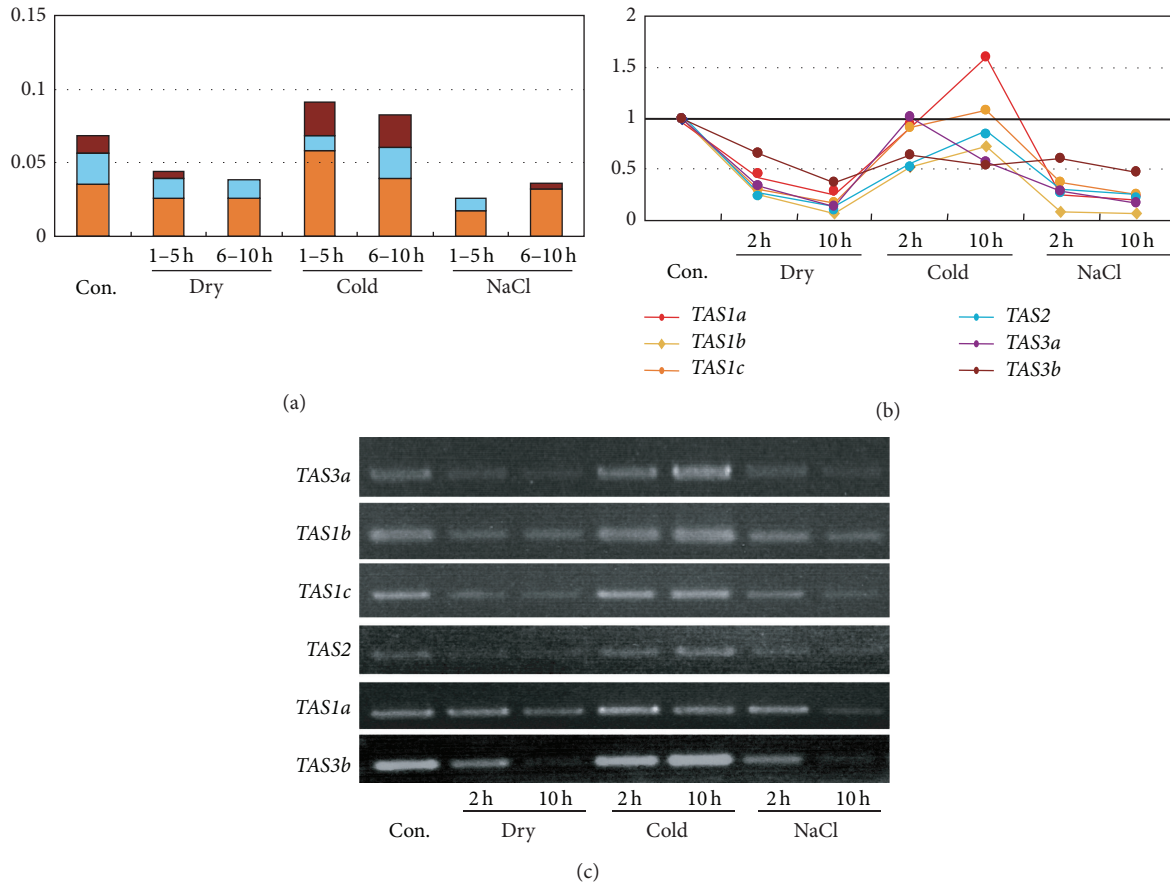 0.15
0.1
0.05
0
1–5 h 6–10 h 1–5 h 6–10 h 1–5 h 6–10 h
Con. Dry Cold NaCl
(a)
2
1.5
1
0.5
0
2 h 10 h 2 h 10 h 2 h 10 h
Con. Dry Cold NaCl
TAS1a
TAS1b
TAS1c
TAS2
TAS3a
TAS3b
(b)
TAS3a
TAS1b
TAS1c
TAS2
TAS1a
TAS3b
2 h 10 h 2 h 10 h 2 h 10 h
Con. Dry Cold NaCl
(c)